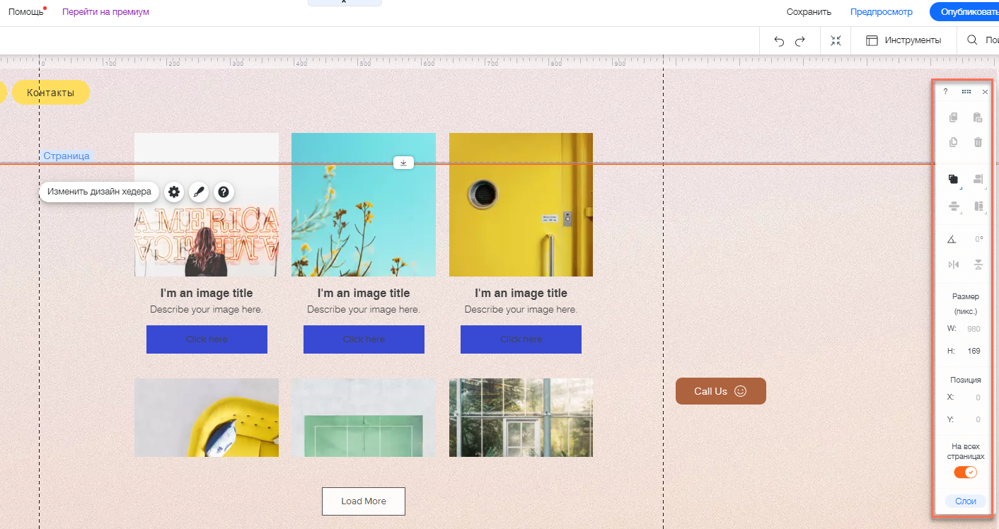 Помощь Перейти на премиум Сохранить Предпросмотр Опубликовать
Инструменты
0 100 200 300 400 500 600 700 800 900
Контакты
?
Страница
Изменить дизайн хедера ?
AMERICA
0°
I'm an image title I'm an image title I'm an image title
Describe your image here. Describe your image here. Describe your image here.
Click here Click here Click here
Размер
(пикс.)
W: 980
H: 169
Call Us
Позиция
X: 0
Y: 0
На всех
страницах
Load More
Слои